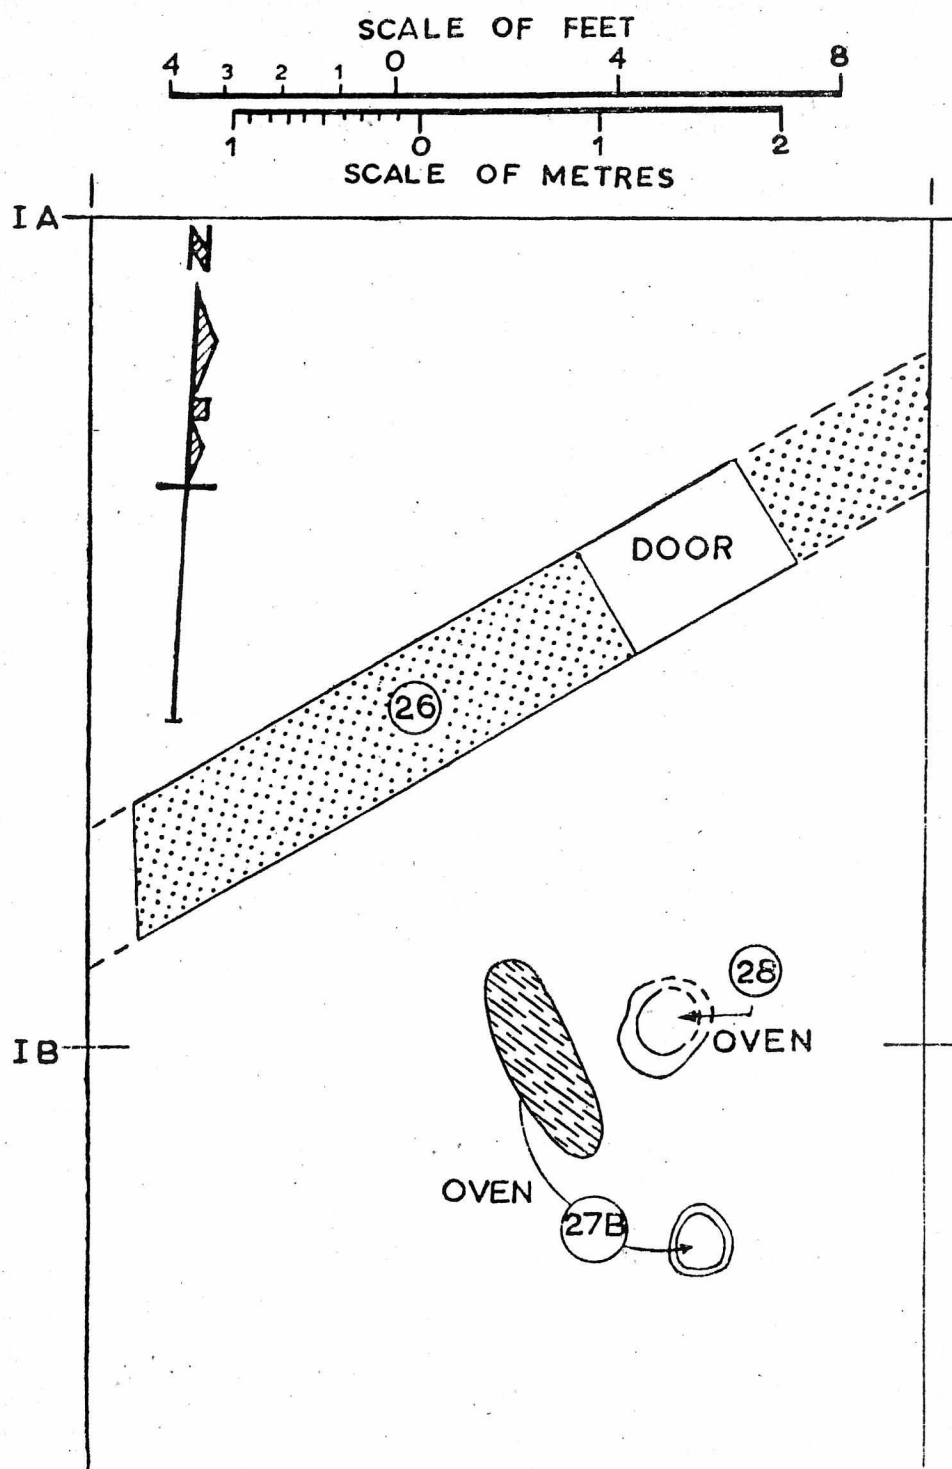 SCALE OF FEET
4 3 2 1 0 4 8
1 0 1 2
SCALE OF METRES
IA
N
DOOR
26
28
OVEN
IB
OVEN
27B